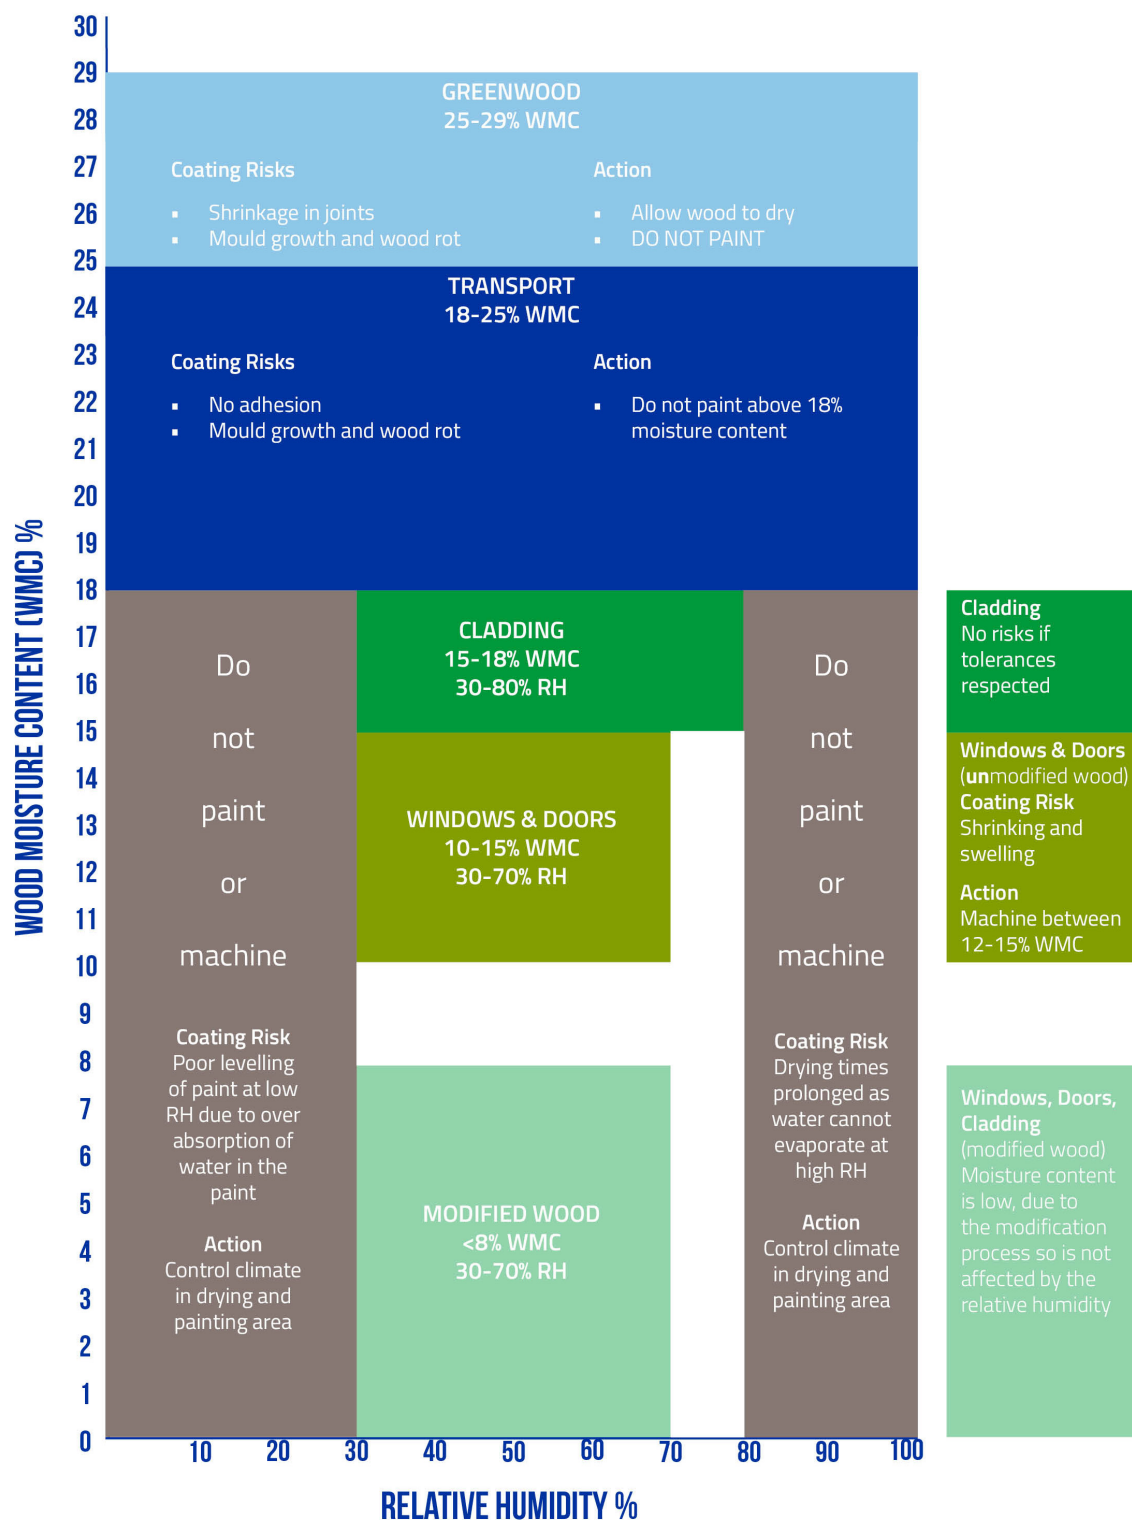 30
29
28
27
26
25
24
23
22
21
20
19
18
17
16
15
14
13
12
11
10
9
8
7
6
5
4
3
2
1
0
WOOD MOISTURE CONTENT (WMC) %
GREENWOOD
25-29% WMC
Coating Risks
▪ Shrinkage in joints
▪ Mould growth and wood rot
Action
▪ Allow wood to dry
▪ DO NOT PAINT
TRANSPORT
18-25% WMC
Coating Risks
▪ No adhesion
▪ Mould growth and wood rot
Action
▪ Do not paint above 18%
moisture content
Do
not
paint
or
machine
Coating Risk
Poor levelling
of paint at low
RH due to over
absorption of
water in the
paint
Action
Control climate
in drying and
painting area
CLADDING
15-18% WMC
30-80% RH
WINDOWS & DOORS
10-15% WMC
30-70% RH
MODIFIED WOOD
<8% WMC
30-70% RH
Do
not
paint
or
machine
Coating Risk
Drying times
prolonged as
water cannot
evaporate at
high RH
Action
Control climate
in drying and
painting area
Cladding
No risks if
tolerances
respected
Windows & Doors
(unmodified wood)
Coating Risk
Shrinking and
swelling
Action
Machine between
12-15% WMC
Windows, Doors,
Cladding
(modified wood)
Moisture content
is low, due to
the modification
process so is not
affected by the
relative humidity
10 20 30 40 50 60 70 80 90 100
RELATIVE HUMIDITY %